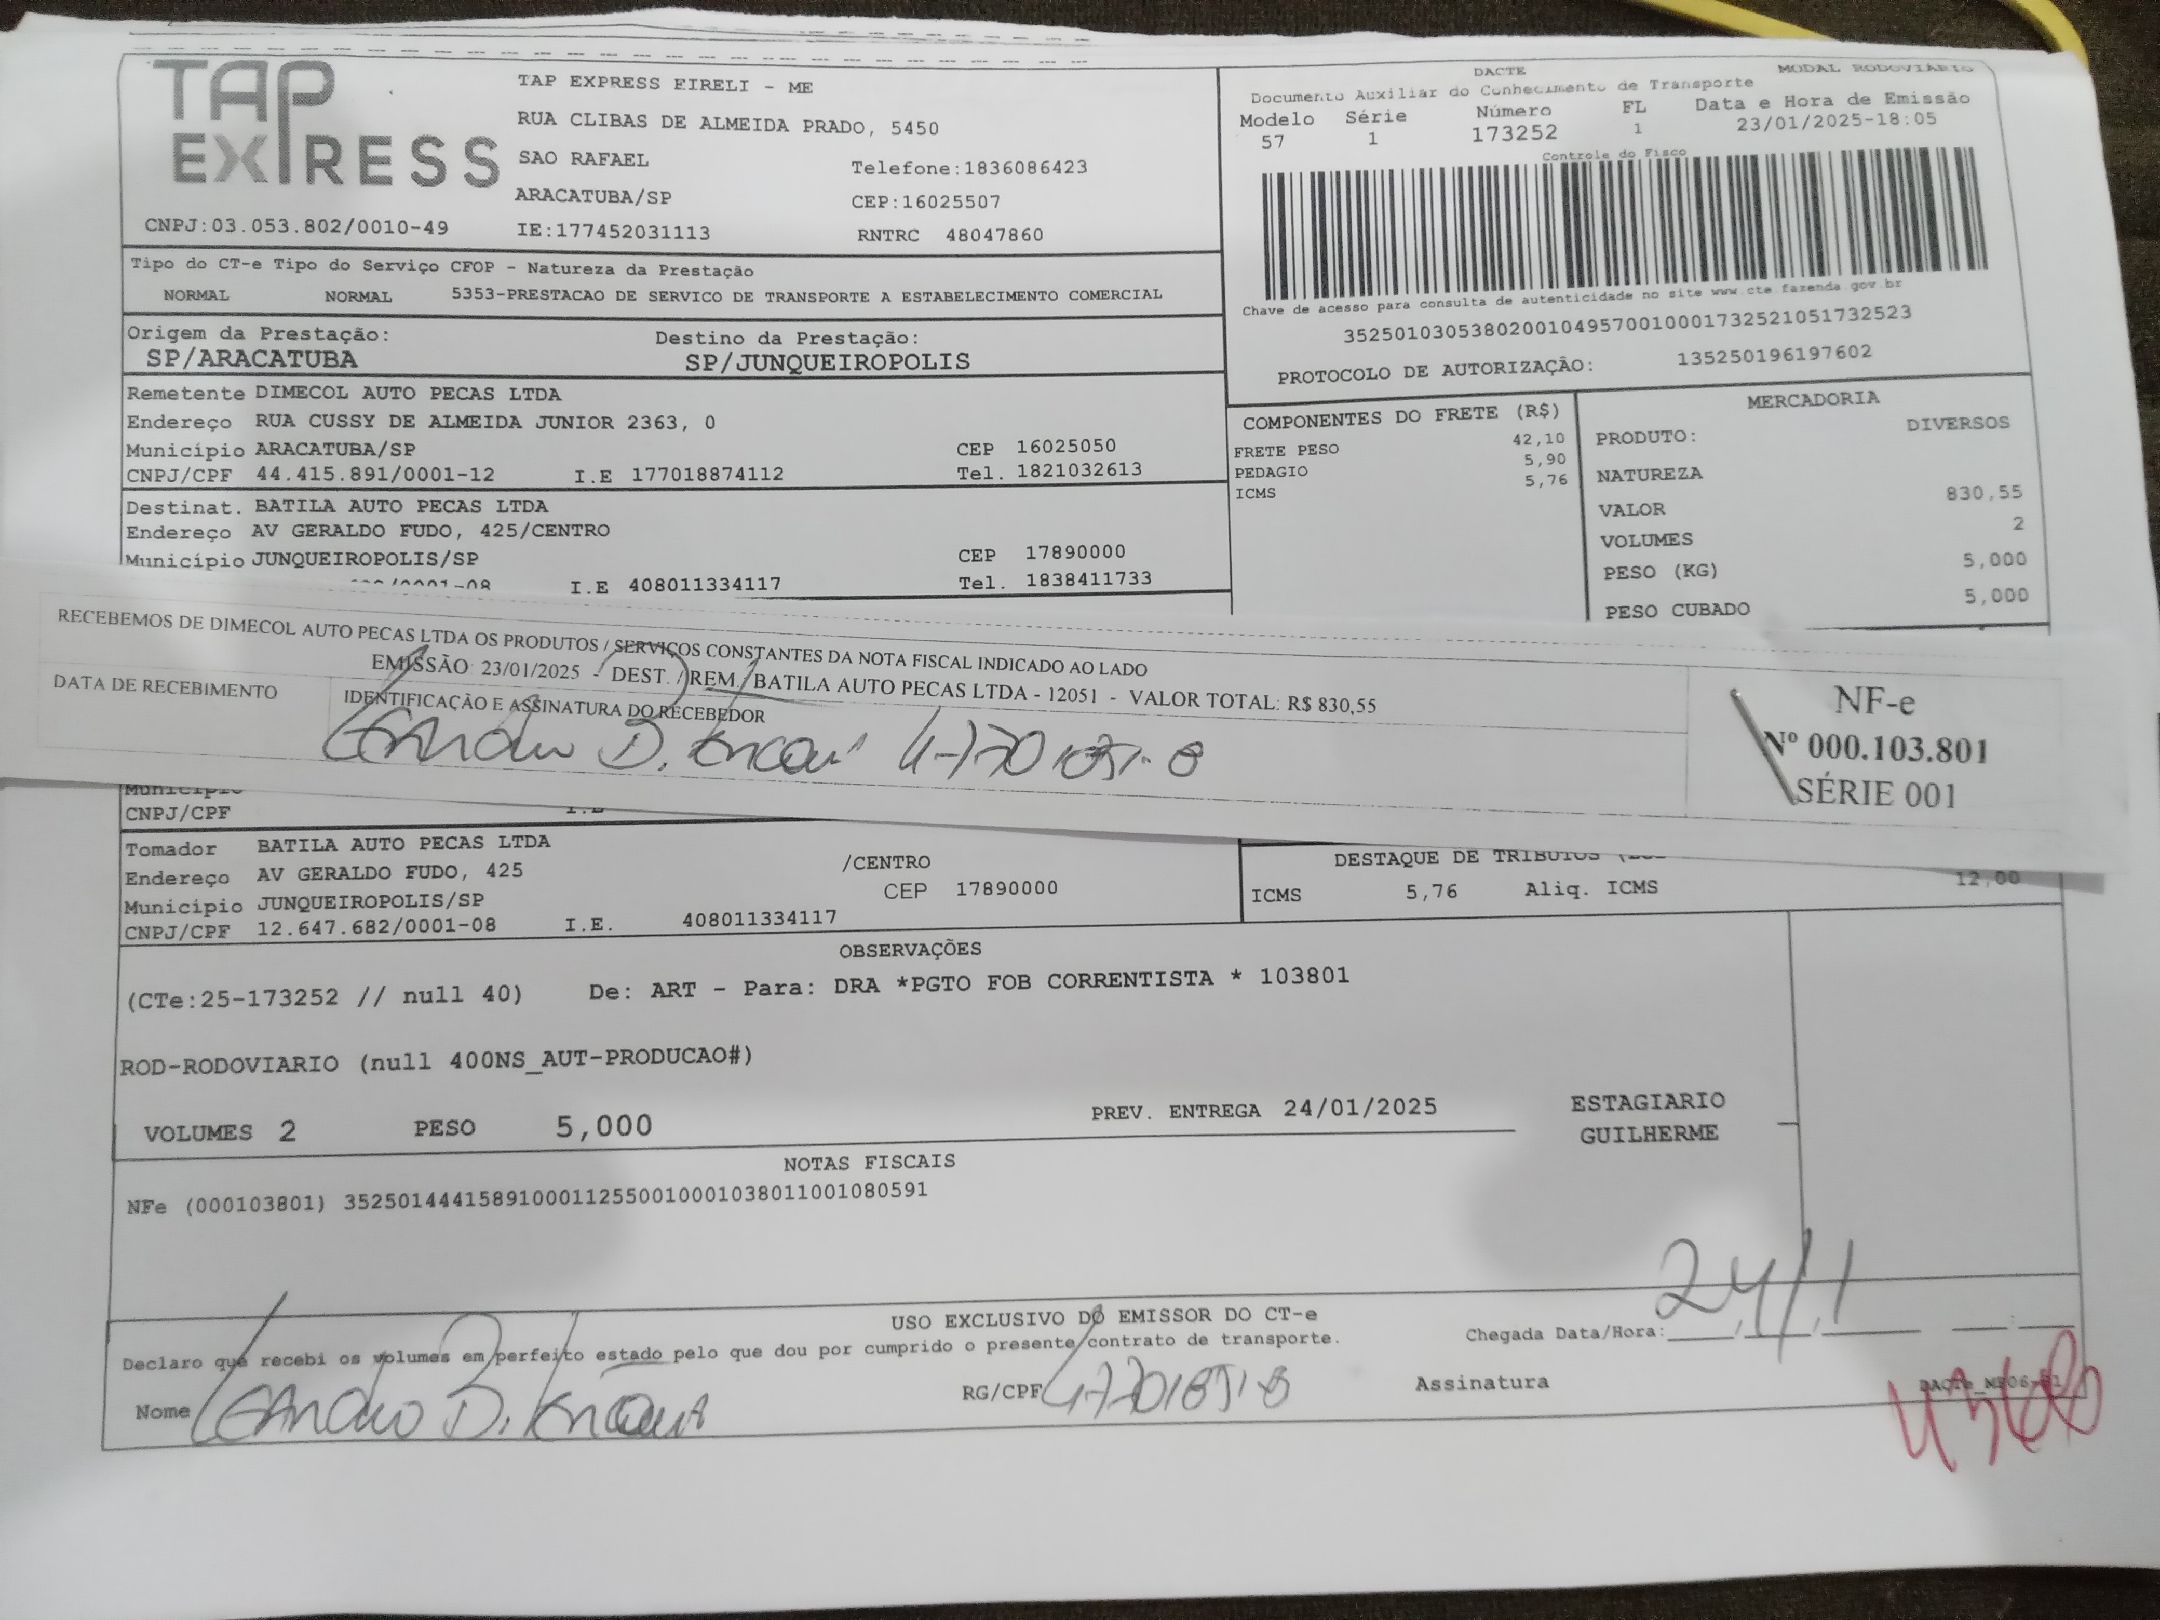 TAP EXPRESS
TAP EXPRESS EIRELI - ME
RUA CLIBAS DE ALMEIDA PRADO, 5450
SAO RAFAEL Telefone:1836086423
ARACATUBA/SP CEP:16025507
CNPJ:03.053.802/0010-49 IE:177452031113 RNTRC 48047860
DACTE MODAL RODOVIÁRIO
Documento Auxiliar do Conhecimento de Transporte
Modelo Série Número FL Data e Hora de Emissão
57 1 173252 1 23/01/2025-18:05
Controle do Fisco
Chave de acesso para consulta de autenticidade no site www.cte.fazenda.gov.br
35250103053802001049570010001732521051732523
PROTOCOLO DE AUTORIZAÇÃO: 135250196197602
Tipo do CT-e Tipo do Serviço CFOP - Natureza da Prestação
NORMAL NORMAL 5353-PRESTACAO DE SERVICO DE TRANSPORTE A ESTABELECIMENTO COMERCIAL
Origem da Prestação: Destino da Prestação:
SP/ARACATUBA SP/JUNQUEIROPOLIS
Remetente DIMECOL AUTO PECAS LTDA
Endereço RUA CUSSY DE ALMEIDA JUNIOR 2363, 0
Município ARACATUBA/SP CEP 16025050
CNPJ/CPF 44.415.891/0001-12 I.E 177018874112 Tel. 1821032613
Destinat. BATILA AUTO PECAS LTDA
Endereço AV GERALDO FUDO, 425/CENTRO
Município JUNQUEIROPOLIS/SP CEP 17890000
/0001-08 I.E 408011334117 Tel. 1838411733
COMPONENTES DO FRETE (R$)
FRETE PESO 42,10
PEDAGIO 5,90
ICMS 5,76
MERCADORIA
PRODUTO: DIVERSOS
NATUREZA
VALOR 830,55
VOLUMES 2
PESO (KG) 5,000
PESO CUBADO 5,000
RECEBEMOS DE DIMECOL AUTO PECAS LTDA OS PRODUTOS / SERVIÇOS CONSTANTES DA NOTA FISCAL INDICADO AO LADO
EMISSÃO: 23/01/2025 - DEST. / REM.: BATILA AUTO PECAS LTDA - 12051 - VALOR TOTAL: R$ 830,55
DATA DE RECEBIMENTO IDENTIFICAÇÃO E ASSINATURA DO RECEBEDOR
NF-e
Nº 000.103.801
SÉRIE 001
Município
CNPJ/CPF I.E
Tomador BATILA AUTO PECAS LTDA
Endereço AV GERALDO FUDO, 425 /CENTRO
Município JUNQUEIROPOLIS/SP CEP 17890000
CNPJ/CPF 12.647.682/0001-08 I.E. 408011334117
DESTAQUE DE TRIBUTOS
ICMS 5,76 Aliq. ICMS 12,00
OBSERVAÇÕES
(CTe:25-173252 // null 40) De: ART - Para: DRA *PGTO FOB CORRENTISTA * 103801
ROD-RODOVIARIO (null 400NS_AUT-PRODUCAO#)
VOLUMES 2 PESO 5,000 PREV. ENTREGA 24/01/2025
ESTAGIARIO
GUILHERME
NOTAS FISCAIS
NFe (000103801) 35250144415891000112550010001038011001080591
USO EXCLUSIVO DO EMISSOR DO CT-e
Declaro que recebi os volumes em perfeito estado pelo que dou por cumprido o presente contrato de transporte.
Chegada Data/Hora: 24/1
Nome Leandro D. RG/CPF Assinatura